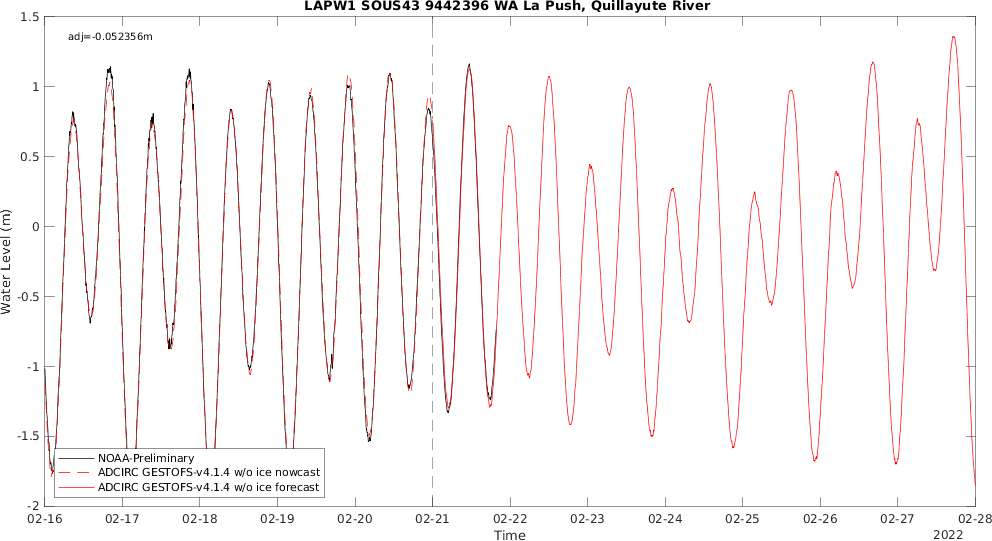 LAPW1 SOUS43 9442396 WA La Push, Quillayute River
1.5
adj=-0.052356m
1
0.5
0
-0.5
-1
-1.5
-2
Water Level (m)
NOAA-Preliminary
ADCIRC GESTOFS-v4.1.4 w/o ice nowcast
ADCIRC GESTOFS-v4.1.4 w/o ice forecast
02-16 02-17 02-18 02-19 02-20 02-21 02-22 02-23 02-24 02-25 02-26 02-27 02-28
Time
2022